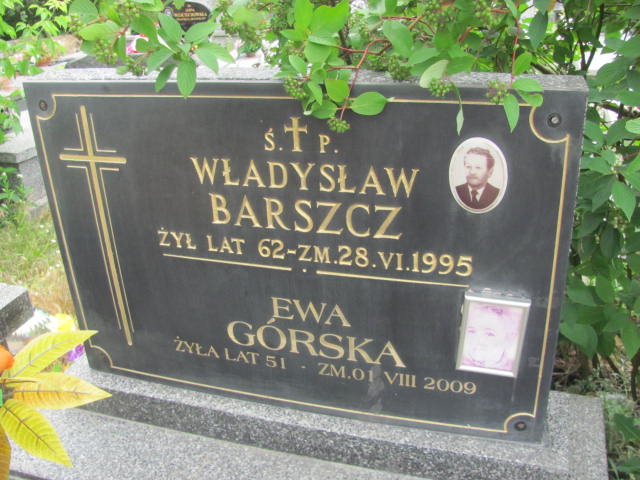 Ś. P.
WŁADYSŁAW
BARSZCZ
ŻYŁ LAT 62-ZM.28.VI.1995
EWA
GÓRSKA
ŻYŁA LAT 51 - ZM.01 VIII 2009